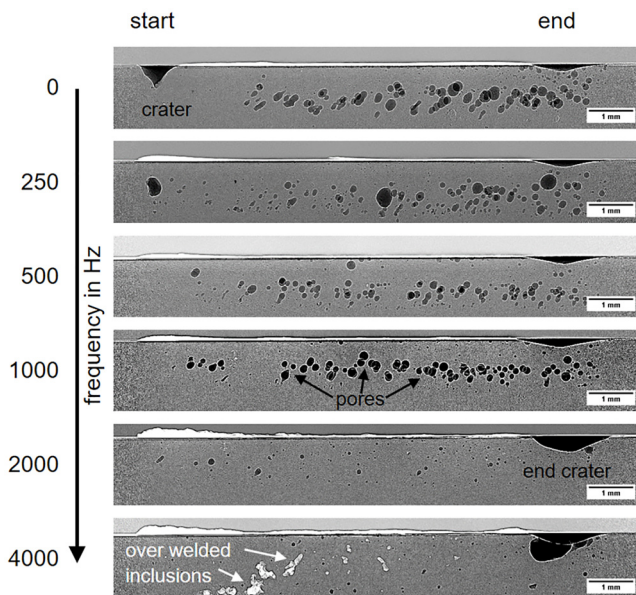 start
end
0
crater
1 mm
250
1 mm
500
1 mm
frequency in Hz
1000
pores
1 mm
2000
end crater
1 mm
4000
over welded
inclusions
1 mm